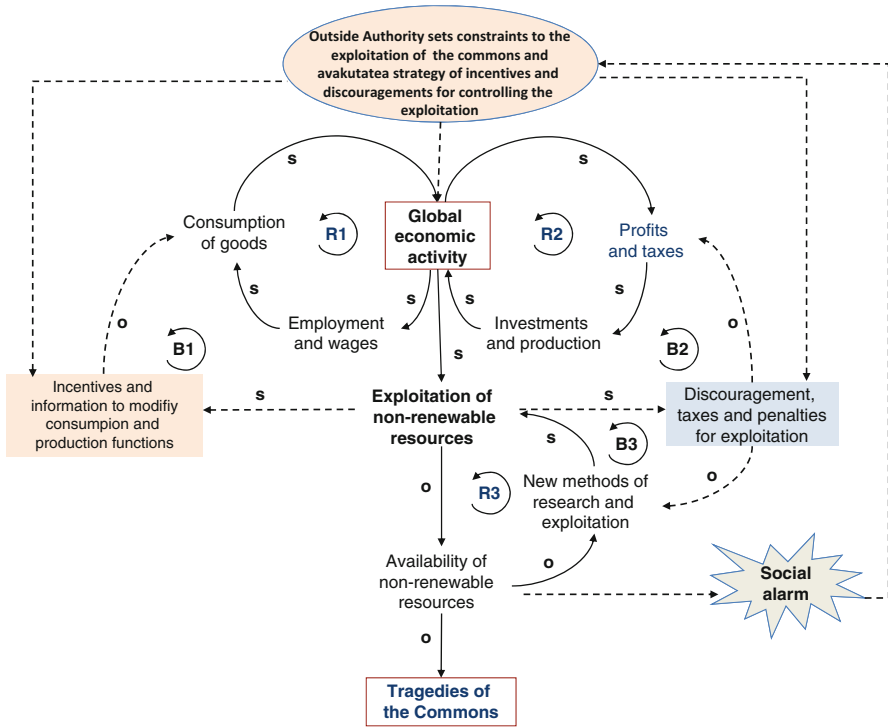 Outside Authority sets constraints to the
exploitation of the commons and
avakutatea strategy of incentives and
discouragements for controlling the
exploitation
s
s
Consumption
of goods
R1
Global
economic
activity
R2
Profits
and taxes
s
s
s
s
Employment
and wages
Investments
and production
o
B1
s
B2
o
Incentives and
information to modifiy
consumpion and
production functions
s
Exploitation of
non-renewable
resources
s
Discouragement,
taxes and penalties
for exploitation
s
B3
o
R3
o
New methods of
research and
exploitation
Availability of
non-renewable
resources
o
Social
alarm
o
Tragedies of
the Commons